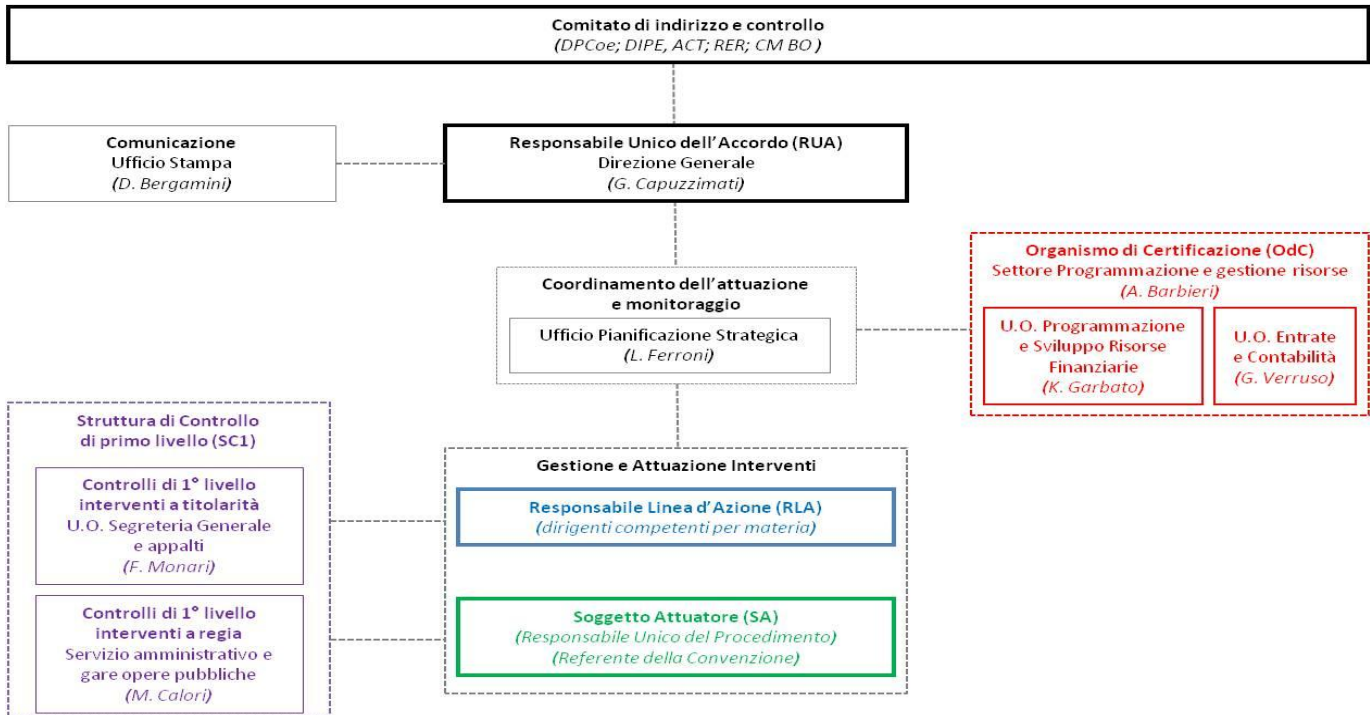 Comitato di indirizzo e controllo
(DPCoe; DIPE, ACT; RER; CM BO )
Comunicazione
Ufficio Stampa
(D. Bergamini)
Responsabile Unico dell'Accordo (RUA)
Direzione Generale
(G. Capuzzimati)
Coordinamento dell'attuazione
e monitoraggio
Ufficio Pianificazione Strategica
(L. Ferroni)
Organismo di Certificazione (OdC)
Settore Programmazione e gestione risorse
(A. Barbieri)
U.O. Programmazione
e Sviluppo Risorse
Finanziarie
(K. Garbato)
U.O. Entrate
e Contabilità
(G. Verruso)
Struttura di Controllo
di primo livello (SC1)
Controlli di 1° livello
interventi a titolarità
U.O. Segreteria Generale
e appalti
(F. Monari)
Controlli di 1° livello
interventi a regia
Servizio amministrativo e
gare opere pubbliche
(M. Calori)
Gestione e Attuazione Interventi
Responsabile Linea d'Azione (RLA)
(dirigenti competenti per materia)
Soggetto Attuatore (SA)
(Responsabile Unico del Procedimento)
(Referente della Convenzione)